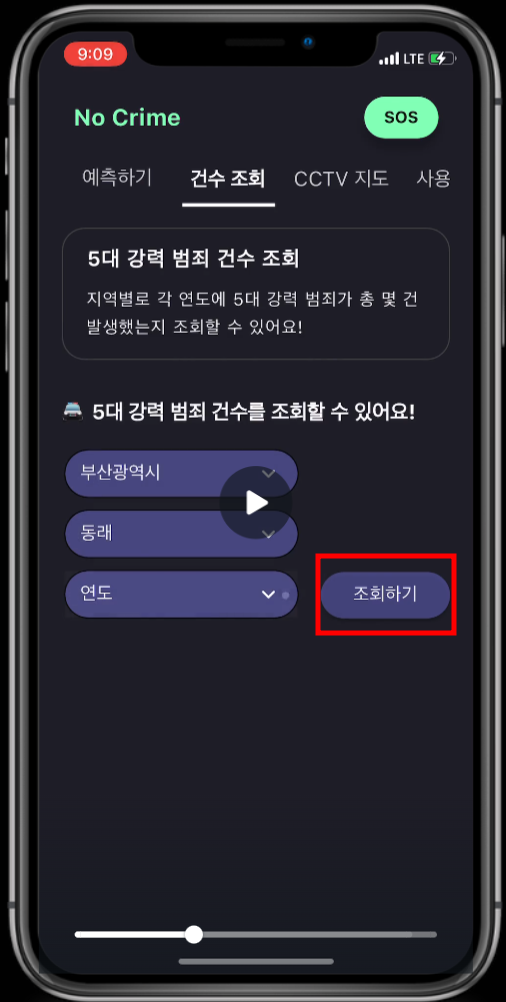 9:09
LTE
No Crime
SOS
예측하기 건수 조회 CCTV 지도 사용
5대 강력 범죄 건수 조회
지역별로 각 연도에 5대 강력 범죄가 총 몇 건
발생했는지 조회할 수 있어요!
5대 강력 범죄 건수를 조회할 수 있어요!
부산광역시
동래
연도
조회하기